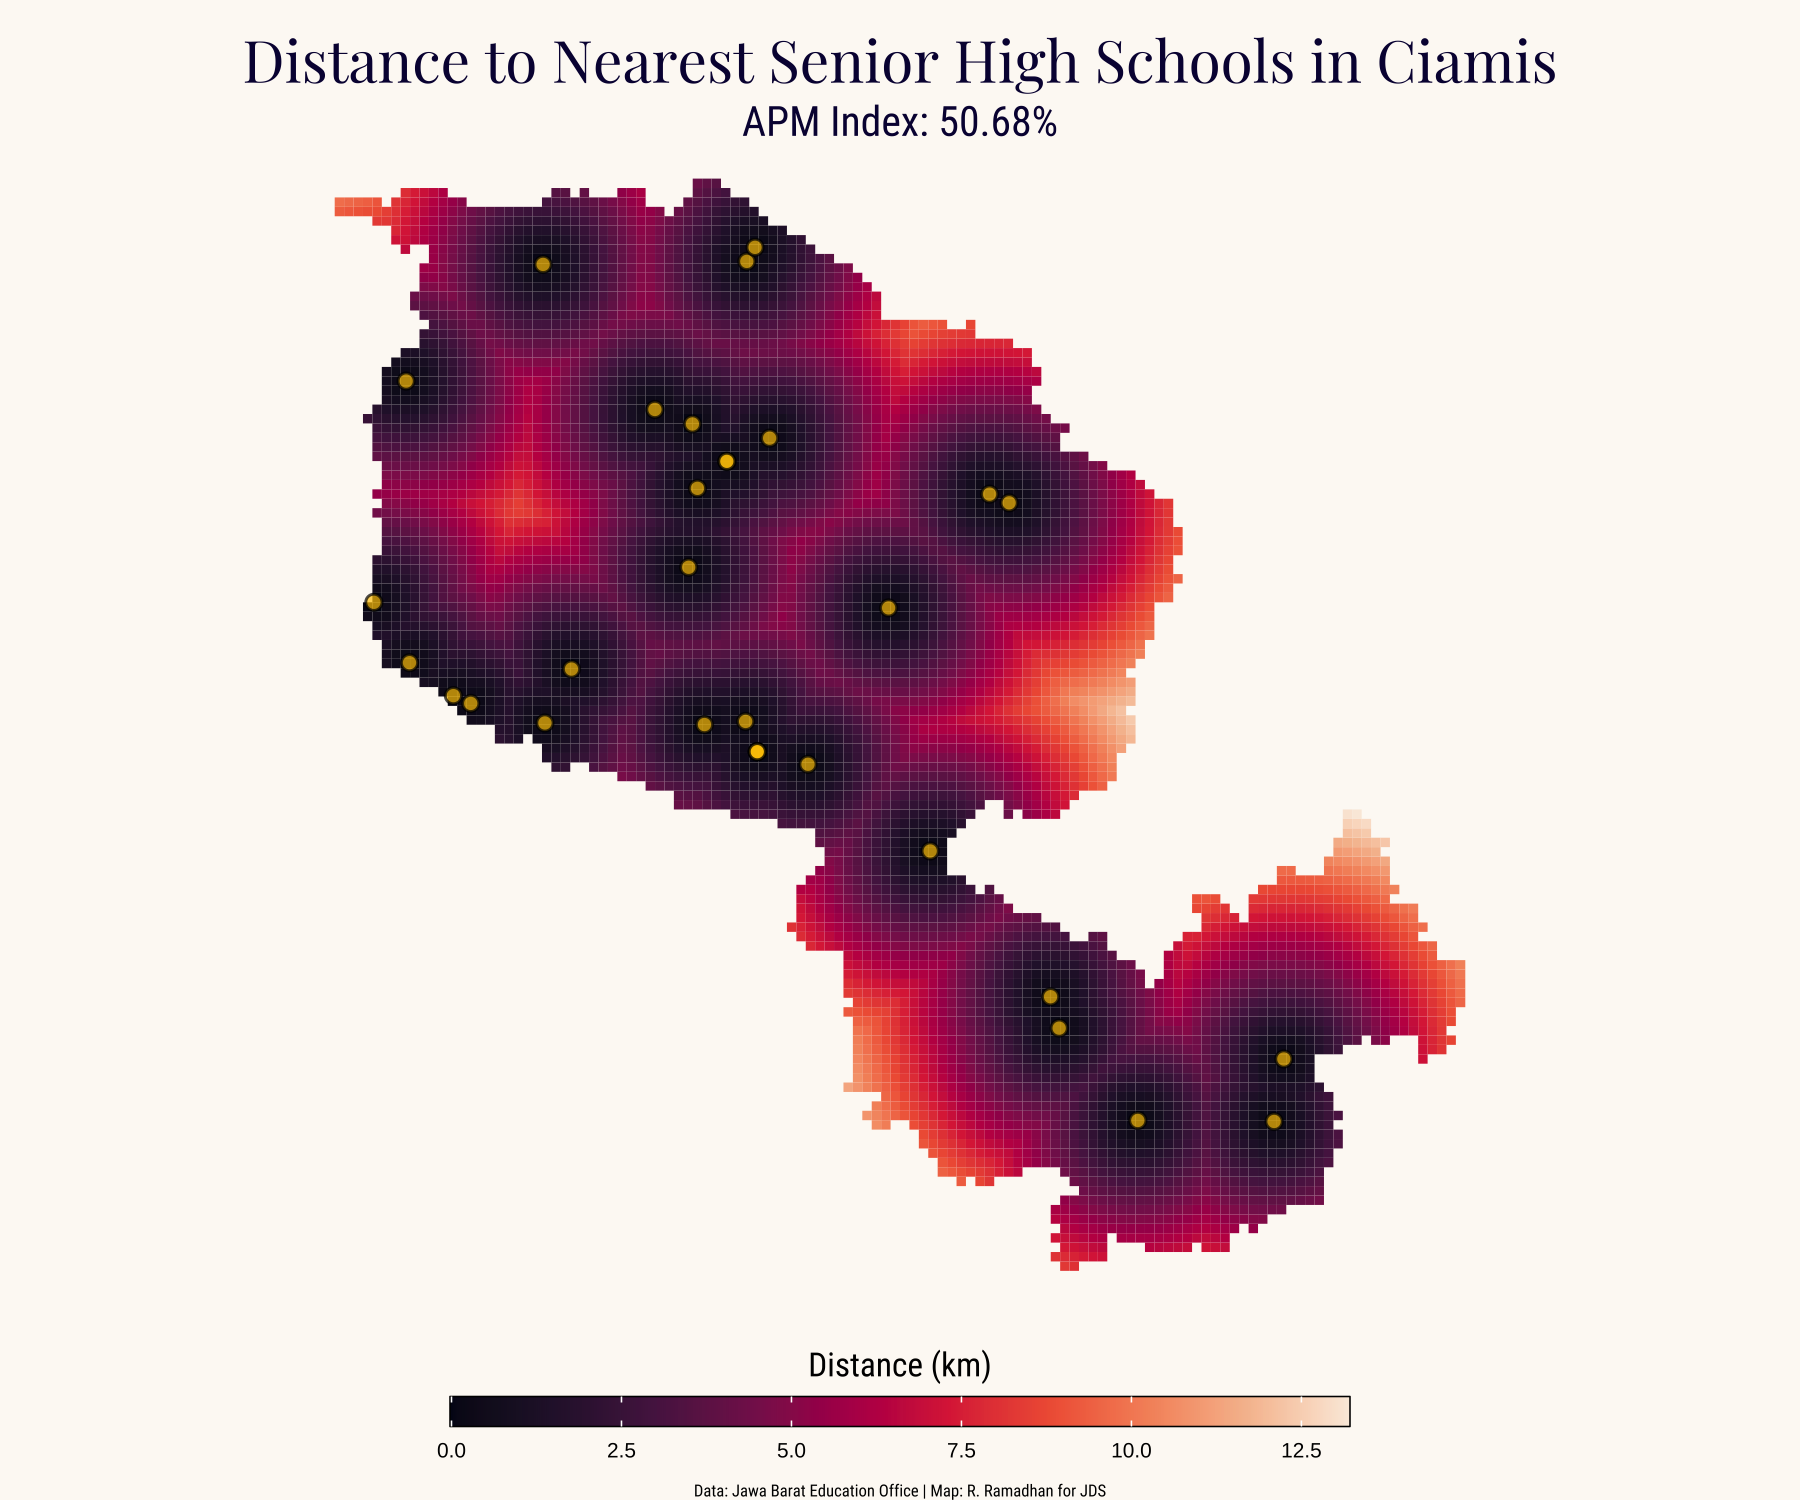 Distance to Nearest Senior High Schools in Ciamis
APM Index: 50.68%
Distance (km)
0.0 2.5 5.0 7.5 10.0 12.5
Data: Jawa Barat Education Office | Map: R. Ramadhan for JDS